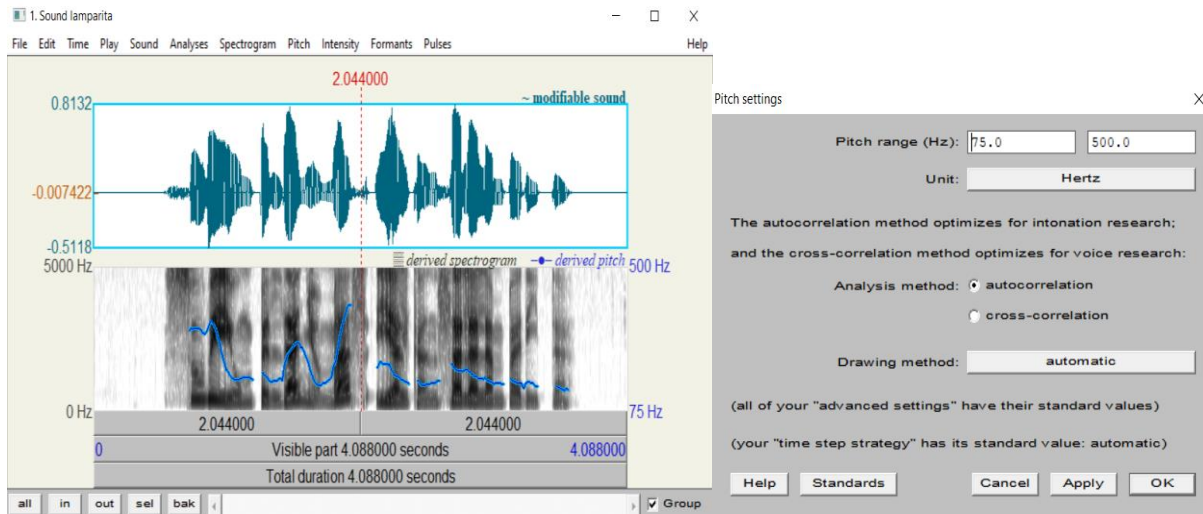 1. Sound lamparita
File Edit Time Play Sound Analyses Spectrogram Pitch Intensity Formants Pulses Help
2.044000
0.8132
~ modifiable sound
-0.007422
-0.5118
5000 Hz
derived spectrogram derived pitch
500 Hz
0 Hz
75 Hz
2.044000 2.044000
0 Visible part 4.088000 seconds 4.088000
Total duration 4.088000 seconds
all in out sel bak Group
Pitch settings X
Pitch range (Hz): 75.0 500.0
Unit: Hertz
The autocorrelation method optimizes for intonation research;
and the cross-correlation method optimizes for voice research:
Analysis method: autocorrelation
cross-correlation
Drawing method: automatic
(all of your "advanced settings" have their standard values)
(your "time step strategy" has its standard value: automatic)
Help Standards Cancel Apply OK